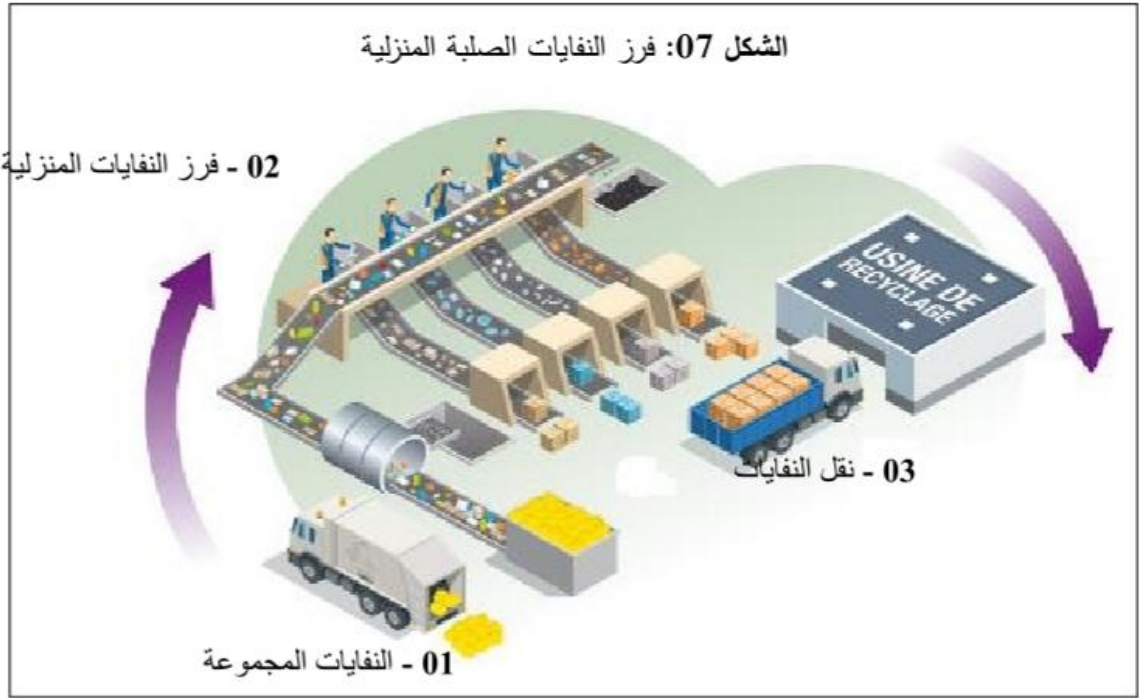 الشكل 07: فرز النفايات الصلبة المنزلية
02 - فرز النفايات المنزلية
USINE DE
RECYCLAGE
03 - نقل النفايات
01 - النفايات المجموعة